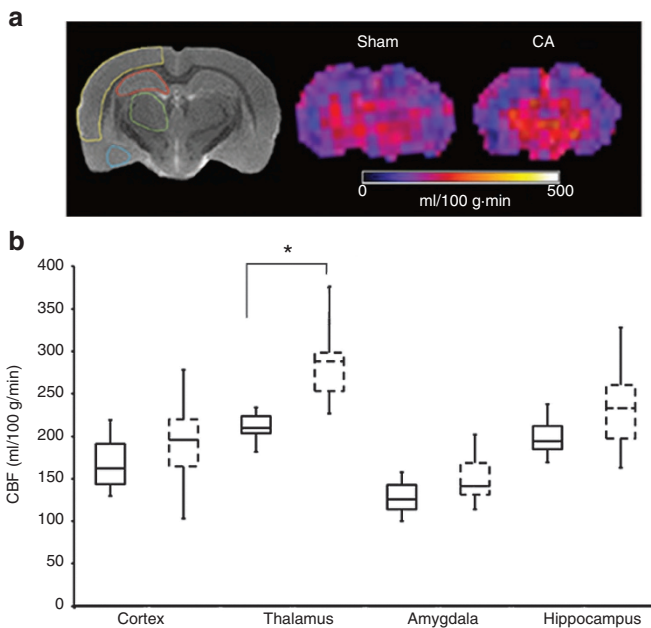 a
Sham CA
0 500
ml/100 g·min
b
*
CBF (ml/100 g/min)
400
350
300
250
200
150
100
50
0
Cortex Thalamus Amygdala Hippocampus